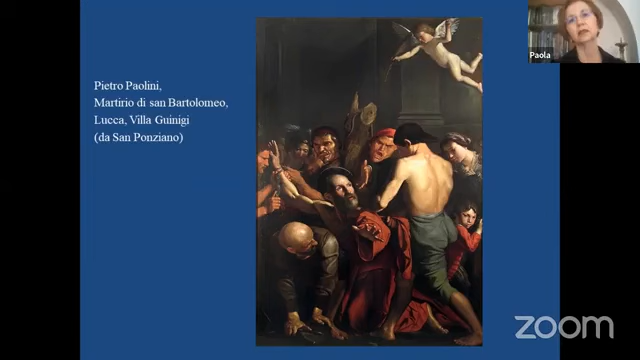 Pietro Paolini,
Martirio di san Bartolomeo,
Lucca, Villa Guinigi
(da San Ponziano)
Paola
zoom